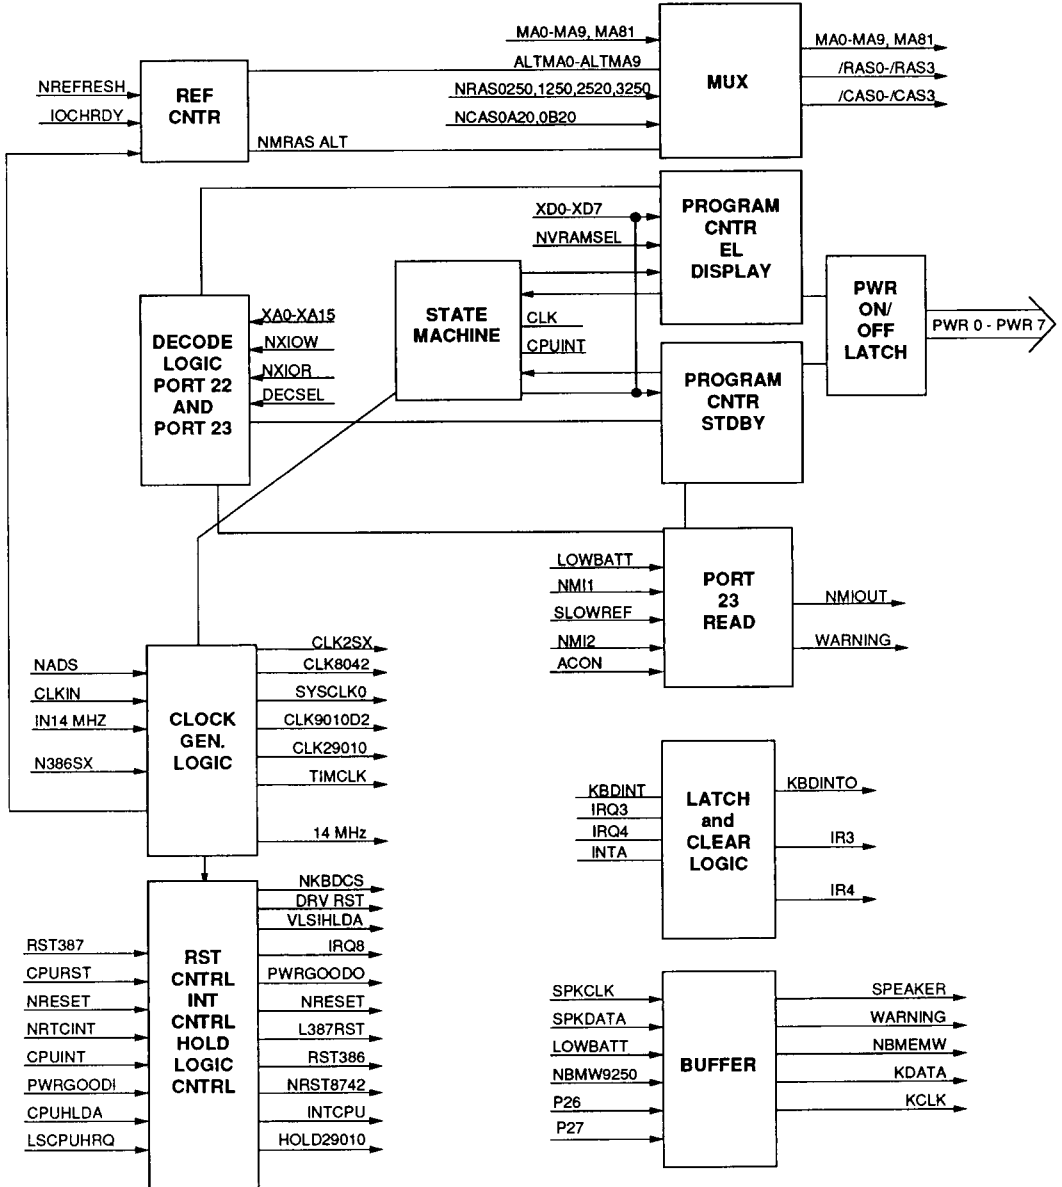 MA0-MA9, MA81
ALTMA0-ALTMA9
NRAS0250,1250,2520,3250
NCAS0A20,0B20
MUX
MA0-MA9, MA81
/RAS0-/RAS3
/CAS0-/CAS3
NREFRESH
IOCHRDY
REF
CNTR
NMRAS ALT
XD0-XD7
NVRAMSEL
PROGRAM
CNTR
EL
DISPLAY
STATE
MACHINE
CLK
CPUINT
PWR
ON/
OFF
LATCH
PWR 0 - PWR 7
DECODE
LOGIC
PORT 22
AND
PORT 23
XA0-XA15
NXIOW
NXIOR
DECSEL
PROGRAM
CNTR
STDBY
LOWBATT
NMI1
SLOWREF
NMI2
ACON
PORT
23
READ
NMIOUT
WARNING
NADS
CLKIN
IN14 MHZ
N386SX
CLOCK
GEN.
LOGIC
CLK2SX
CLK8042
SYSCLK0
CLK9010D2
CLK29010
TIMCLK
14 MHz
KBDINT
IRQ3
IRQ4
INTA
LATCH
and
CLEAR
LOGIC
KBDINTO
IR3
IR4
RST387
CPURST
NRESET
NRTCINT
CPUINT
PWRGOODI
CPUHLDA
LSCPUHRQ
RST
CNTRL
INT
CNTRL
HOLD
LOGIC
CNTRL
NKBDCS
DRV RST
VLSIHLDA
IRQ8
PWRGOODO
NRESET
L387RST
RST386
NRST8742
INTCPU
HOLD29010
SPKCLK
SPKDATA
LOWBATT
NBMW9250
P26
P27
BUFFER
SPEAKER
WARNING
NBMEMW
KDATA
KCLK